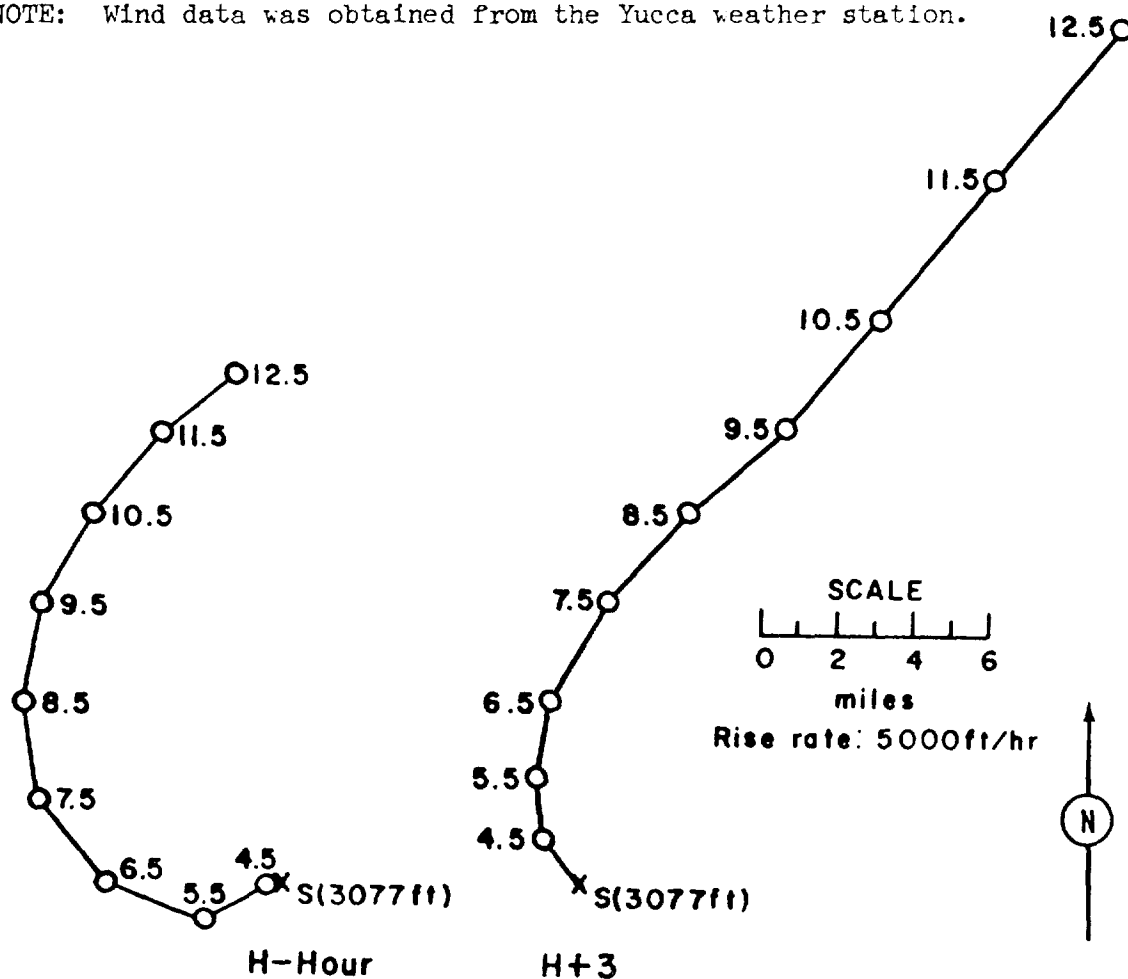 NOTE: Wind data was obtained from the Yucca weather station.
12.5
11.5
10.5
9.5
8.5
7.5
6.5
5.5
4.5
S(3077ft)
H-Hour
12.5
11.5
10.5
9.5
8.5
7.5
6.5
5.5
4.5
S(3077ft)
H+3
SCALE
0 2 4 6
miles
Rise rate: 5000ft/hr
N